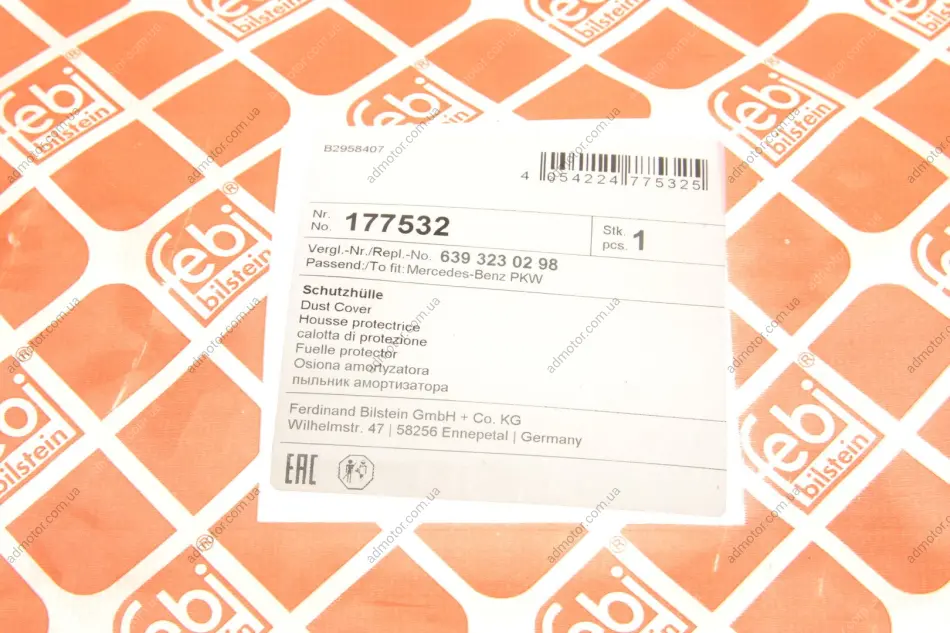 B2958407
4 054224 775325
Nr.
No. 177532
Stk.
pcs. 1
Vergl.-Nr./Repl.-No. 639 323 02 98
Passend:/To fit: Mercedes-Benz PKW
Schutzhülle
Dust Cover
Housse protectrice
calotta di protezione
Fuelle protector
Osiona amortyzatora
пыльник амортизатора
Ferdinand Bilstein GmbH + Co. KG
Wilhelmstr. 47 | 58256 Ennepetal | Germany
EAC
febi
bilstein
admotor.com.ua